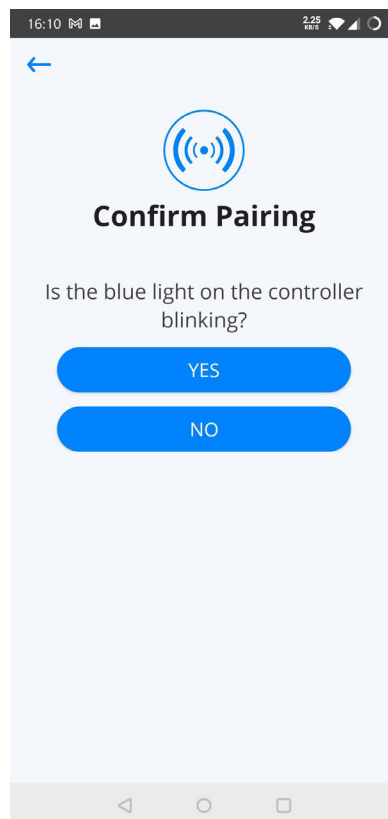 16:10
2.25
KB/S
Confirm Pairing
Is the blue light on the controller
blinking?
YES
NO